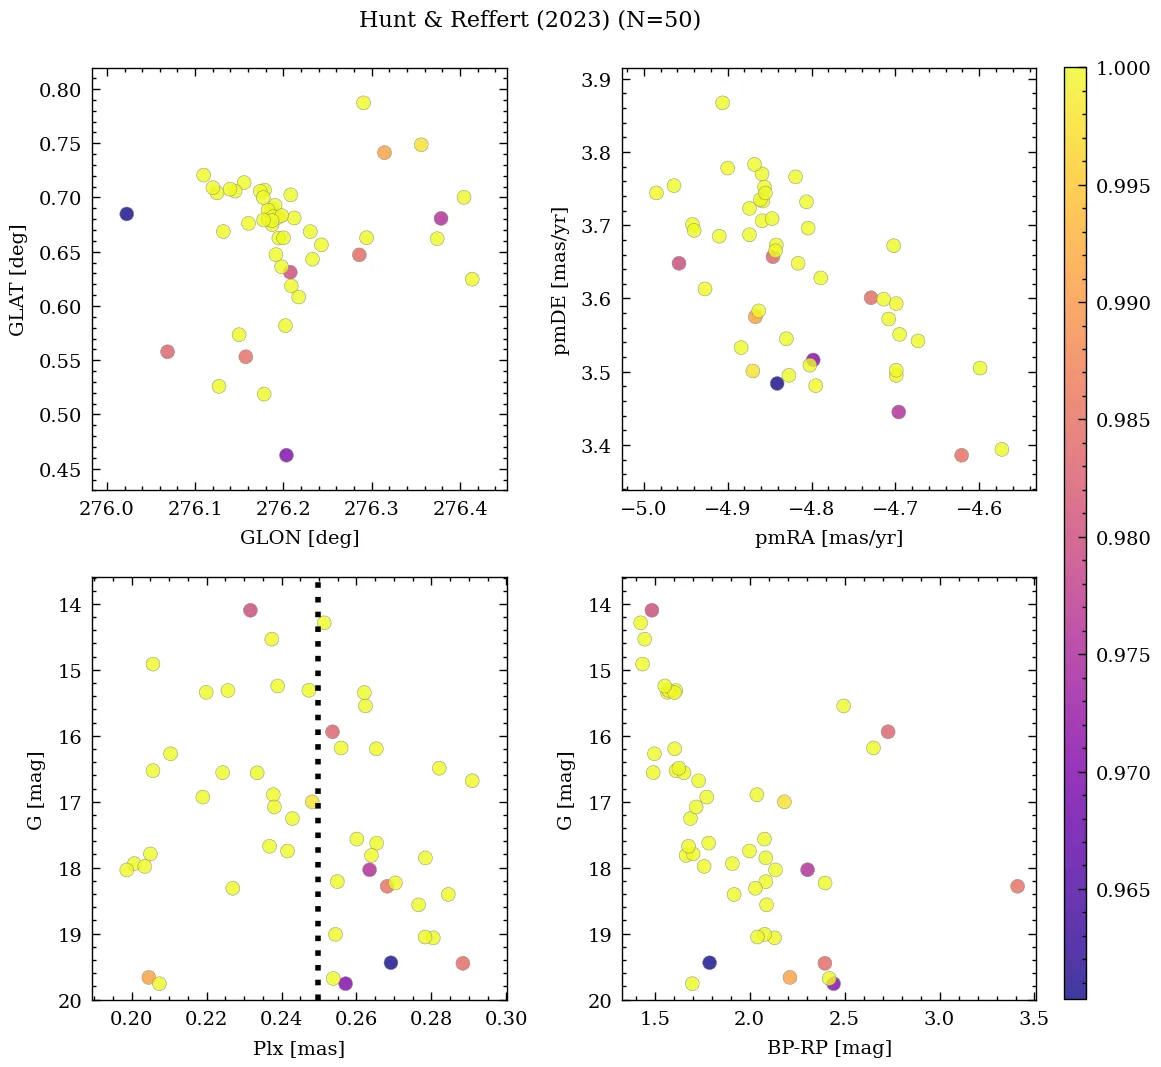 Hunt & Reffert (2023) (N=50)
0.80
0.75
0.70
0.65
0.60
0.55
0.50
0.45
GLAT [deg]
276.0 276.1 276.2 276.3 276.4
GLON [deg]
3.9
3.8
3.7
3.6
3.5
3.4
pmDE [mas/yr]
−5.0 −4.9 −4.8 −4.7 −4.6
pmRA [mas/yr]
14
15
16
17
18
19
20
G [mag]
0.20 0.22 0.24 0.26 0.28 0.30
Plx [mas]
14
15
16
17
18
19
20
G [mag]
1.5 2.0 2.5 3.0 3.5
BP-RP [mag]
1.000
0.995
0.990
0.985
0.980
0.975
0.970
0.965